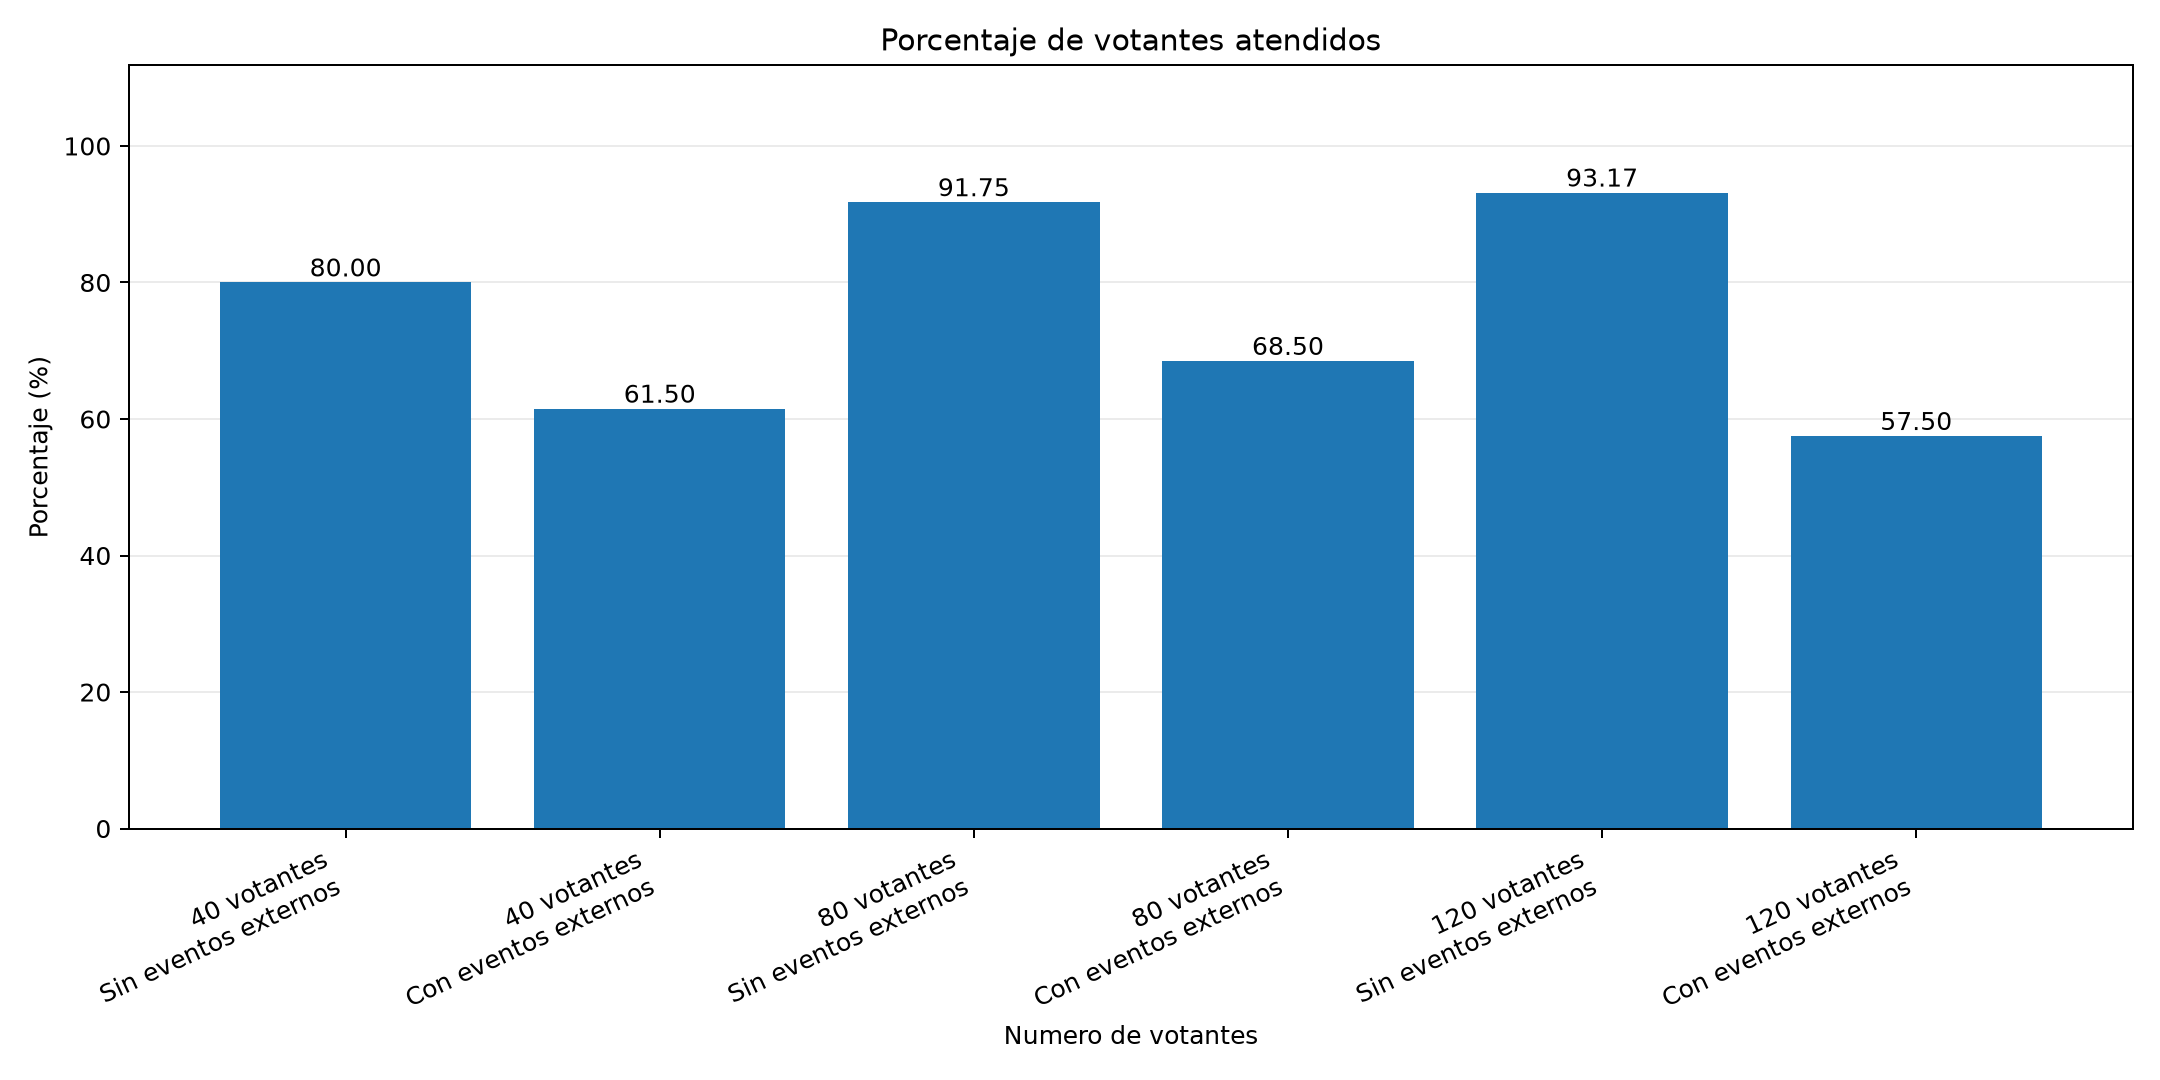 Porcentaje de votantes atendidos
Porcentaje (%)
100
80
60
40
20
0
80.00
61.50
91.75
68.50
93.17
57.50
40 votantes
Sin eventos externos
40 votantes
Con eventos externos
80 votantes
Sin eventos externos
80 votantes
Con eventos externos
120 votantes
Sin eventos externos
120 votantes
Con eventos externos
Numero de votantes